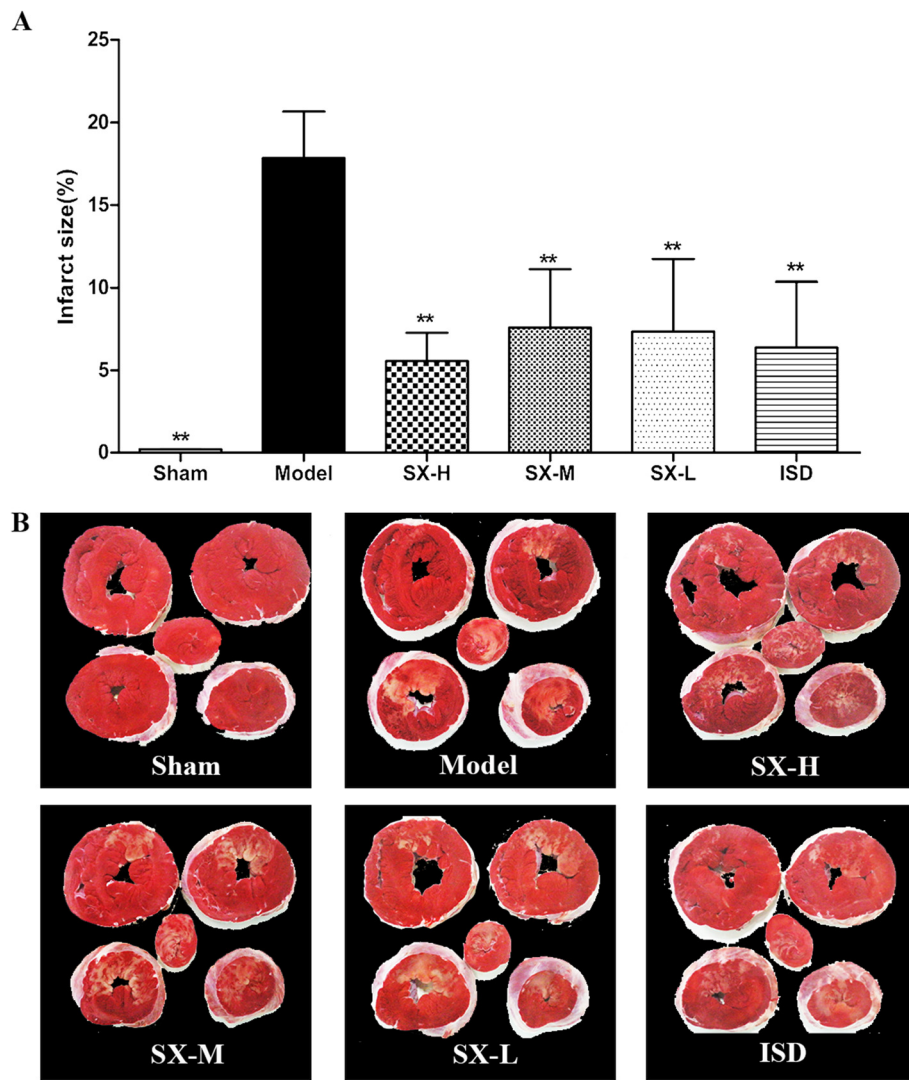 A
25
20
15
10
5
0
Infarct size(%)
**
**
**
**
**
Sham Model SX-H SX-M SX-L ISD
B
Sham Model SX-H
SX-M SX-L ISD